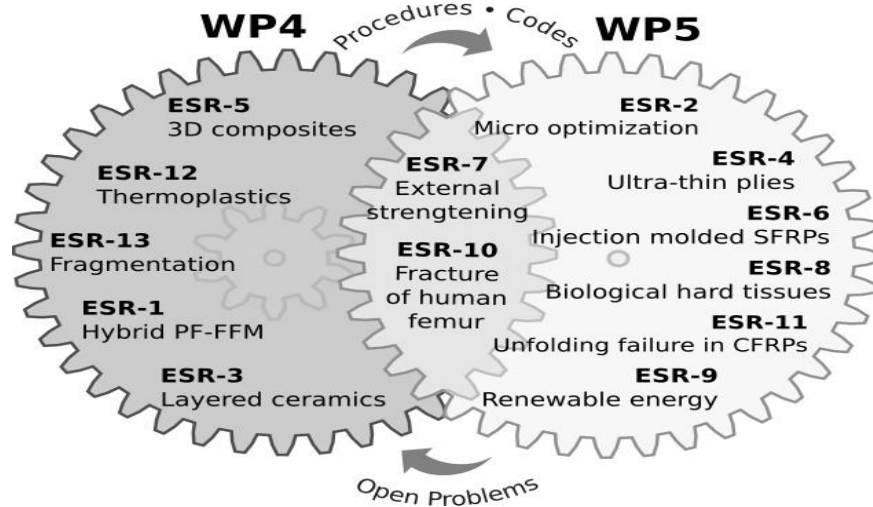 Procedures • Codes
WP4
WP5
ESR-5
3D composites
ESR-12
Thermoplastics
ESR-13
Fragmentation
ESR-1
Hybrid PF-FFM
ESR-3
Layered ceramics
ESR-7
External
strengtening
ESR-10
Fracture
of human
femur
ESR-2
Micro optimization
ESR-4
Ultra-thin plies
ESR-6
Injection molded SFRPs
ESR-8
Biological hard tissues
ESR-11
Unfolding failure in CFRPs
ESR-9
Renewable energy
Open Problems